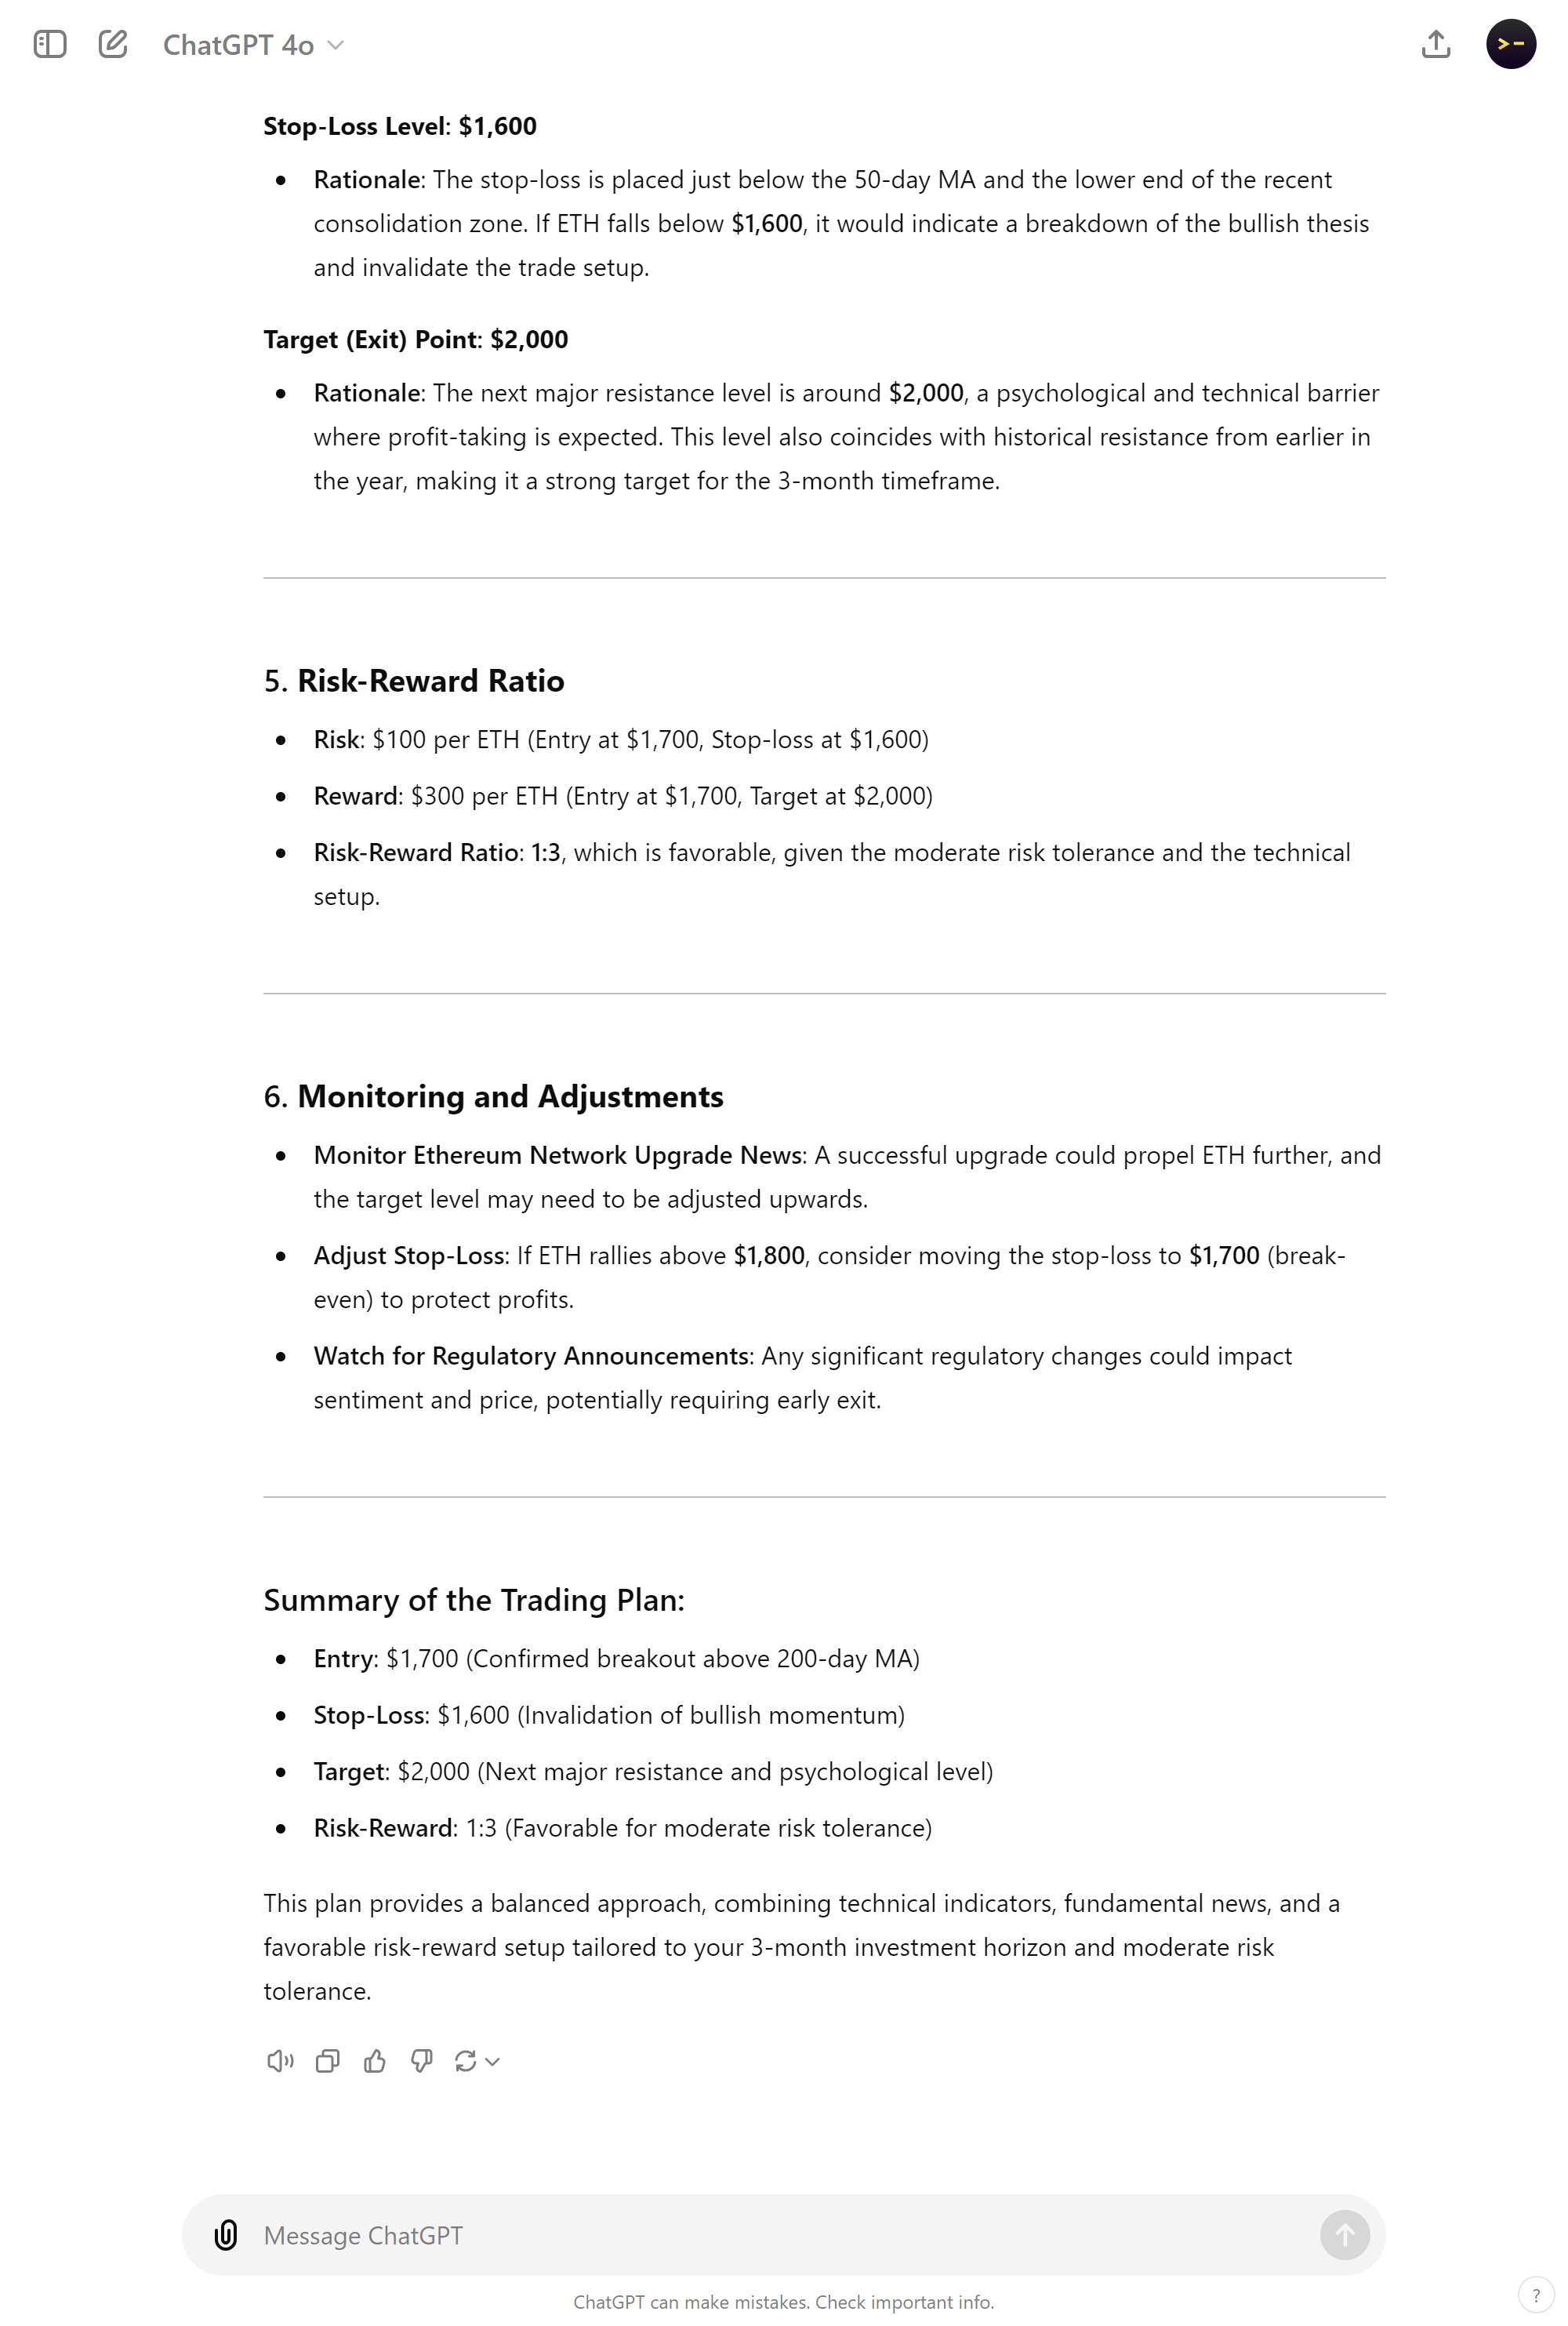 ChatGPT 4o
Stop-Loss Level: $1,600
Rationale: The stop-loss is placed just below the 50-day MA and the lower end of the recent
consolidation zone. If ETH falls below $1,600, it would indicate a breakdown of the bullish thesis
and invalidate the trade setup.
Target (Exit) Point: $2,000
Rationale: The next major resistance level is around $2,000, a psychological and technical barrier
where profit-taking is expected. This level also coincides with historical resistance from earlier in
the year, making it a strong target for the 3-month timeframe.
5. Risk-Reward Ratio
Risk: $100 per ETH (Entry at $1,700, Stop-loss at $1,600)
Reward: $300 per ETH (Entry at $1,700, Target at $2,000)
Risk-Reward Ratio: 1:3, which is favorable, given the moderate risk tolerance and the technical
setup.
6. Monitoring and Adjustments
Monitor Ethereum Network Upgrade News: A successful upgrade could propel ETH further, and
the target level may need to be adjusted upwards.
Adjust Stop-Loss: If ETH rallies above $1,800, consider moving the stop-loss to $1,700 (break-
even) to protect profits.
Watch for Regulatory Announcements: Any significant regulatory changes could impact
sentiment and price, potentially requiring early exit.
Summary of the Trading Plan:
Entry: $1,700 (Confirmed breakout above 200-day MA)
Stop-Loss: $1,600 (Invalidation of bullish momentum)
Target: $2,000 (Next major resistance and psychological level)
Risk-Reward: 1:3 (Favorable for moderate risk tolerance)
This plan provides a balanced approach, combining technical indicators, fundamental news, and a
favorable risk-reward setup tailored to your 3-month investment horizon and moderate risk
tolerance.
Message ChatGPT
ChatGPT can make mistakes. Check important info.
?